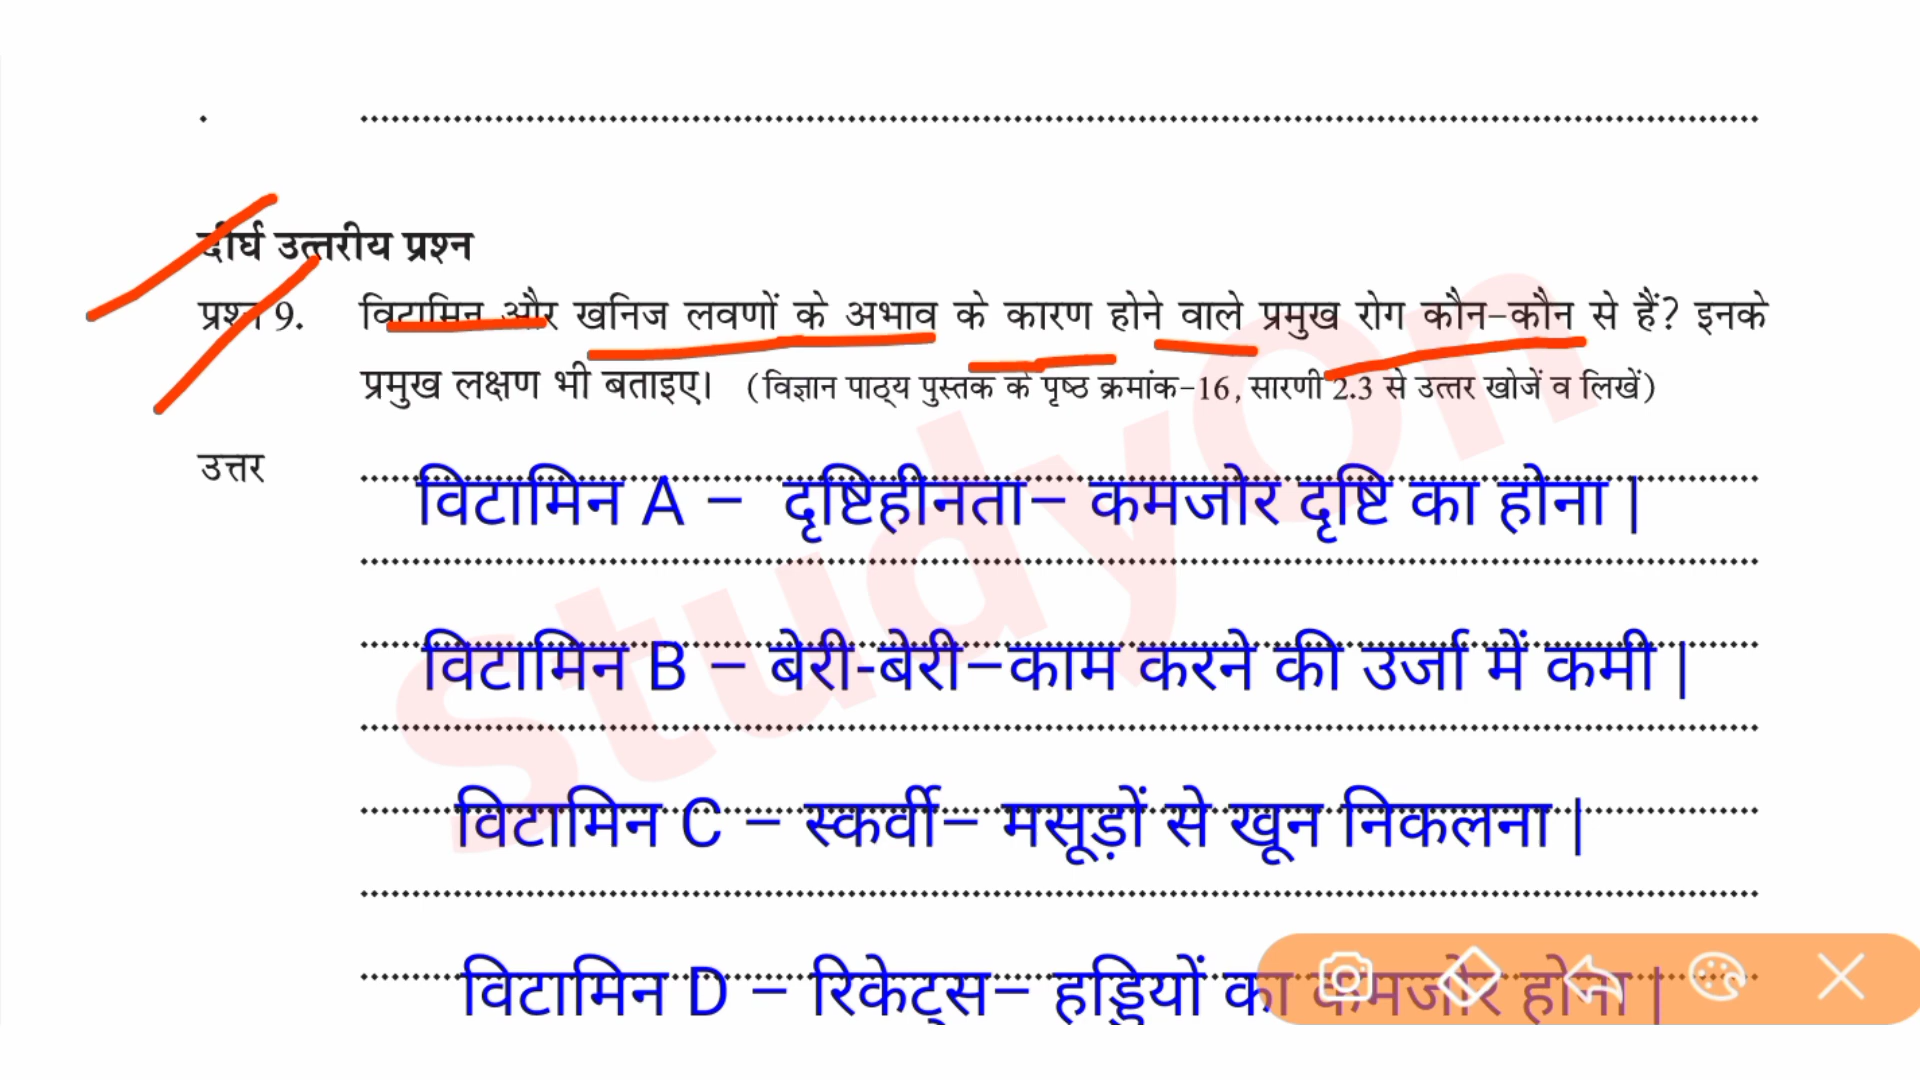 दीर्घ उत्तरीय प्रश्न
प्रश्न 9. विटामिन और खनिज लवणों के अभाव के कारण होने वाले प्रमुख रोग कौन-कौन से हैं? इनके
प्रमुख लक्षण भी बताइए। (विज्ञान पाठ्य पुस्तक के पृष्ठ क्रमांक-16, सारणी 2.3 से उत्तर खोजें व लिखें)
उत्तर
विटामिन A – दृष्टिहीनता– कमजोर दृष्टि का होना |
विटामिन B – बेरी-बेरी–काम करने की उर्जा में कमी |
विटामिन C – स्कर्वी– मसूड़ों से खून निकलना |
विटामिन D – रिकेट्स– हड्डियों का कमजोर होना |
StudyOn